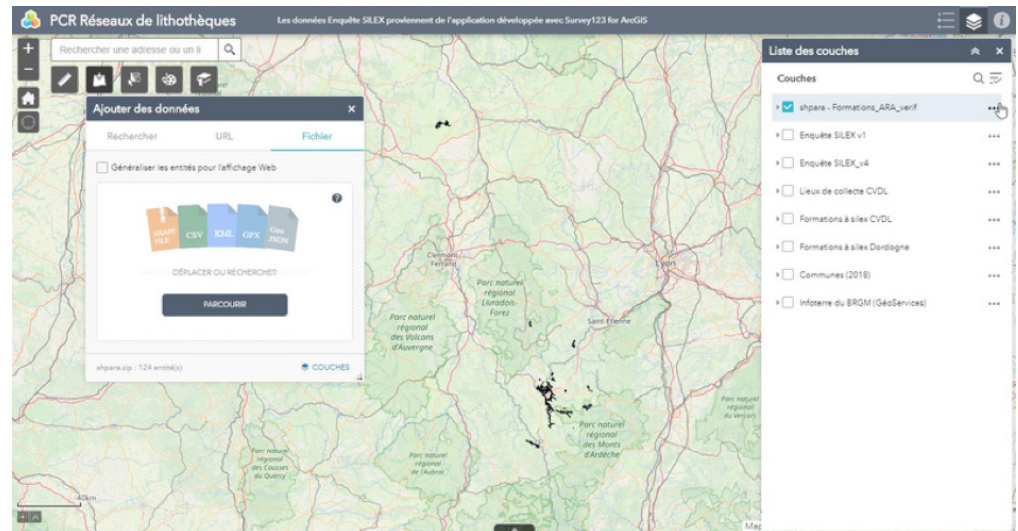 PCR Réseaux de lithothèques
Les données Enquête SILEX proviennent de l'application développée avec Survey123 for ArcGIS
Rechercher une adresse ou un li
Ajouter des données
Rechercher
URL
Fichier
Généraliser les entités pour l'affichage Web
SHAPE
FILE
CSV
KML
GPX
Geo
JSON
DÉPLACER OU RECHERCHER
PARCOURIR
shpara.zip : 124 entité(s)
COUCHES
Clermont
Ferrand
Lyon
Parc naturel
régional
Livradois-
Forez
Saint-Étienne
Parc naturel
régional
des Volcans
d'Auvergne
Parc naturel
régional
des Monts
d'Ardèche
Parc naturel
régional
du Vercors
Parc naturel
régional
des Causses
du Quercy
Parc naturel
régional
de l'Aubrac
40km
Map
Liste des couches
Couches
shpara - Formations_ARA_verif
Enquête SILEX v1
Enquête SILEX_v4
Lieux de collecte CVDL
Formations à silex CVDL
Formations à silex Dordogne
Communes (2018)
Infoterre du BRGM (GéoServices)